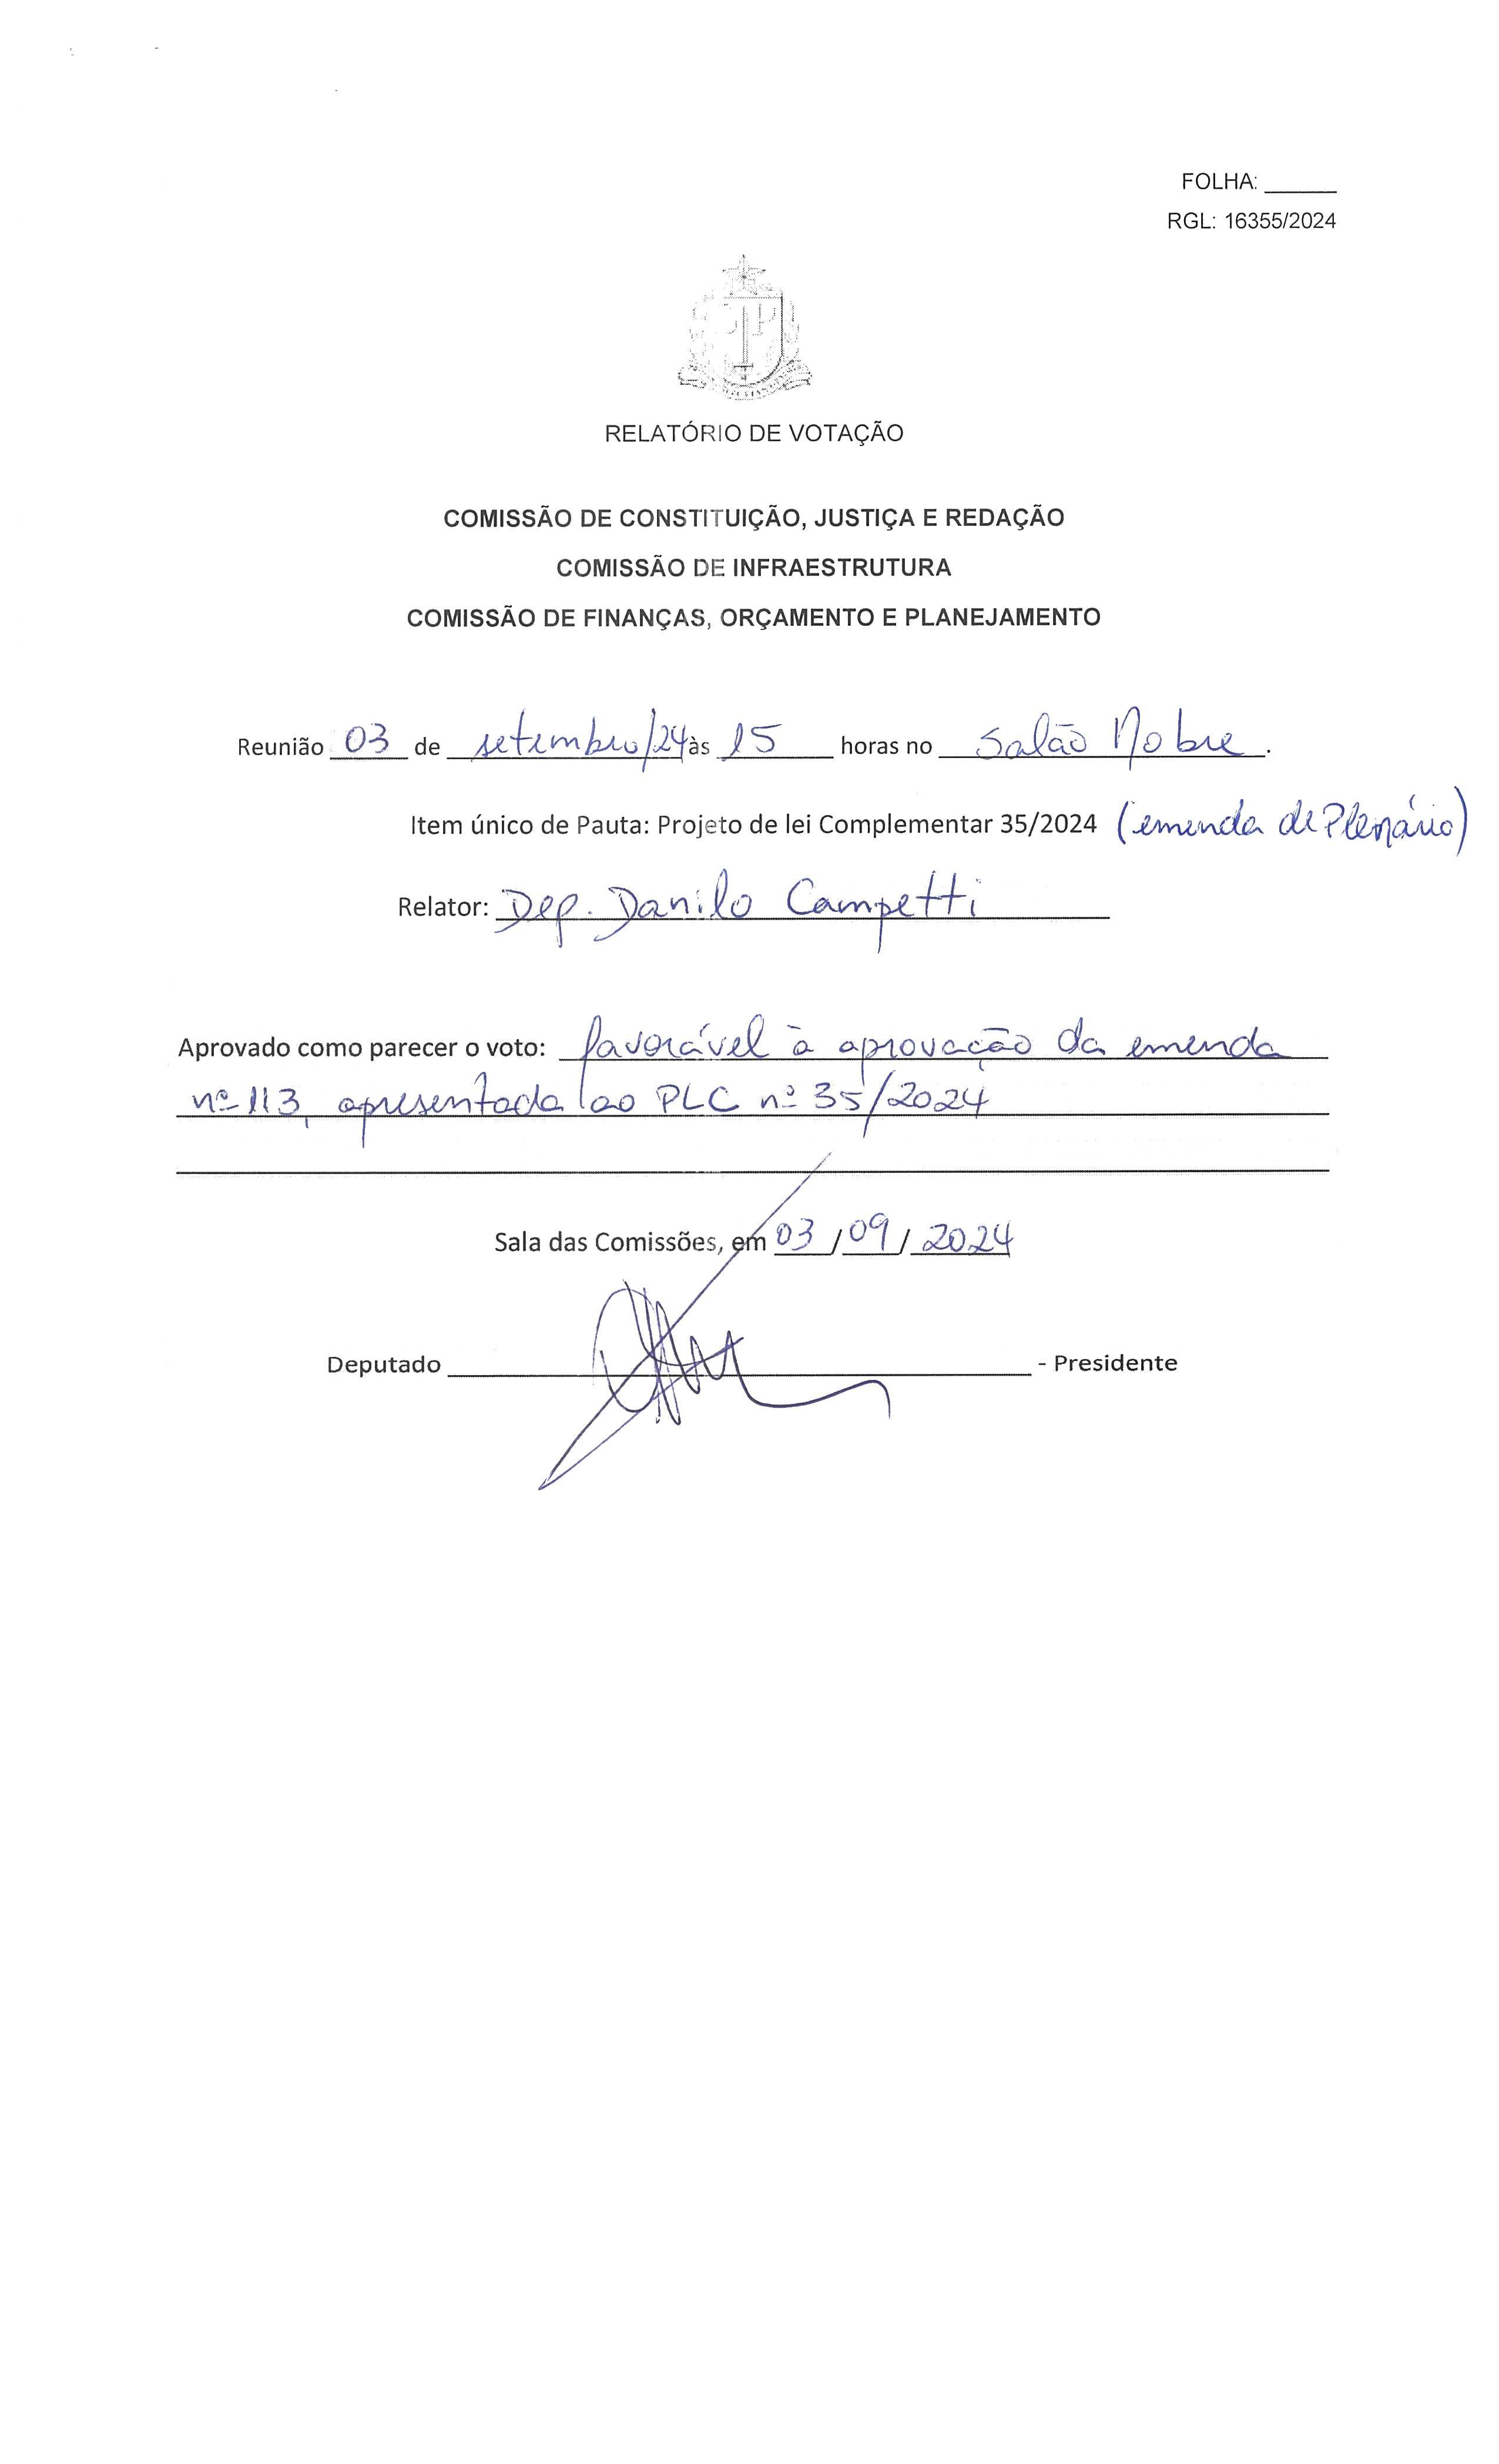 FOLHA: ______
RGL: 16355/2024
RELATÓRIO DE VOTAÇÃO
COMISSÃO DE CONSTITUIÇÃO, JUSTIÇA E REDAÇÃO
COMISSÃO DE INFRAESTRUTURA
COMISSÃO DE FINANÇAS, ORÇAMENTO E PLANEJAMENTO
Reunião 03 de setembro/24 às 15 horas no Salão Nobre.
Item único de Pauta: Projeto de lei Complementar 35/2024 (emenda de Plenário)
Relator: Dep. Danilo Campetti
Aprovado como parecer o voto: favorável à aprovação da emenda
nº 113, apresentada ao PLC nº 35/2024
Sala das Comissões, em 03/09/2024
Deputado ______ - Presidente